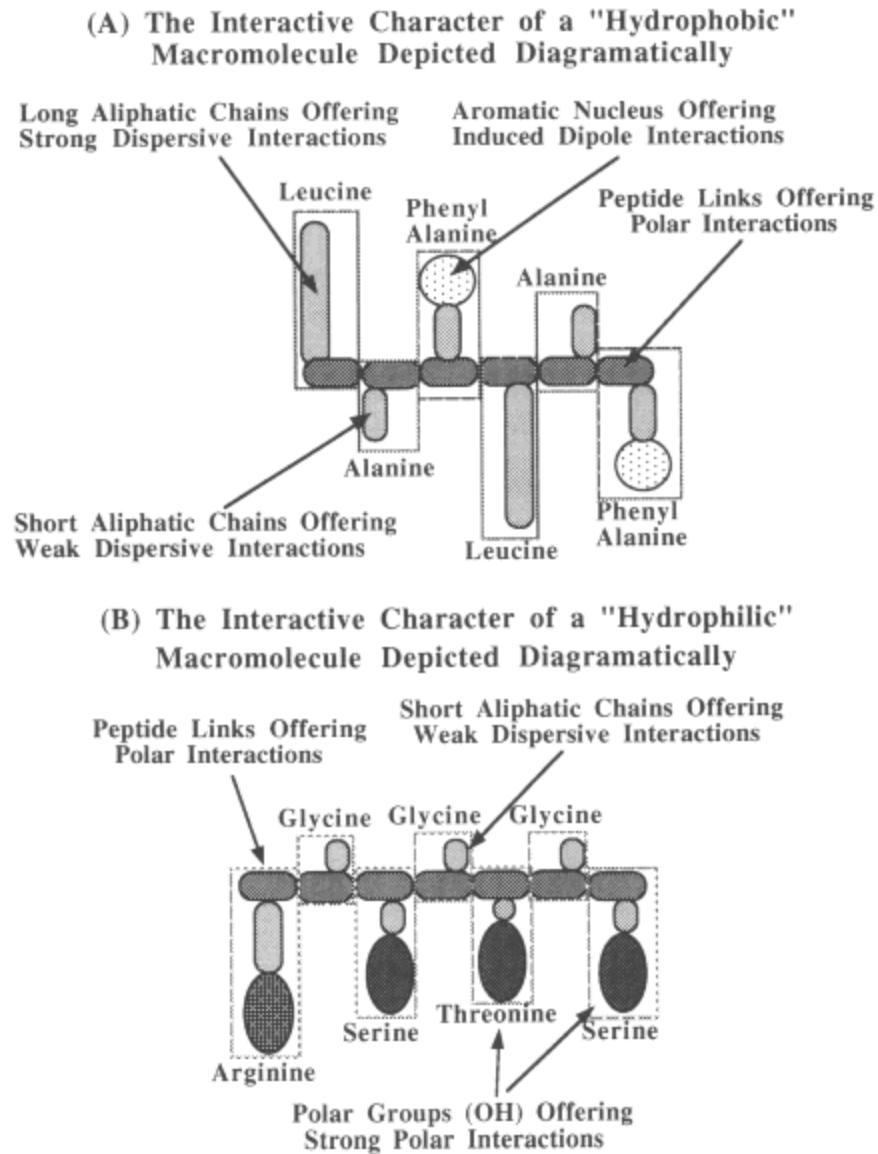 (A) The Interactive Character of a "Hydrophobic"
Macromolecule Depicted Diagramatically
Long Aliphatic Chains Offering
Strong Dispersive Interactions
Aromatic Nucleus Offering
Induced Dipole Interactions
Leucine
Phenyl
Alanine
Peptide Links Offering
Polar Interactions
Alanine
Alanine
Short Aliphatic Chains Offering
Weak Dispersive Interactions
Leucine
Phenyl
Alanine
(B) The Interactive Character of a "Hydrophilic"
Macromolecule Depicted Diagramatically
Peptide Links Offering
Polar Interactions
Short Aliphatic Chains Offering
Weak Dispersive Interactions
Glycine
Glycine
Glycine
Arginine
Serine
Threonine
Serine
Polar Groups (OH) Offering
Strong Polar Interactions